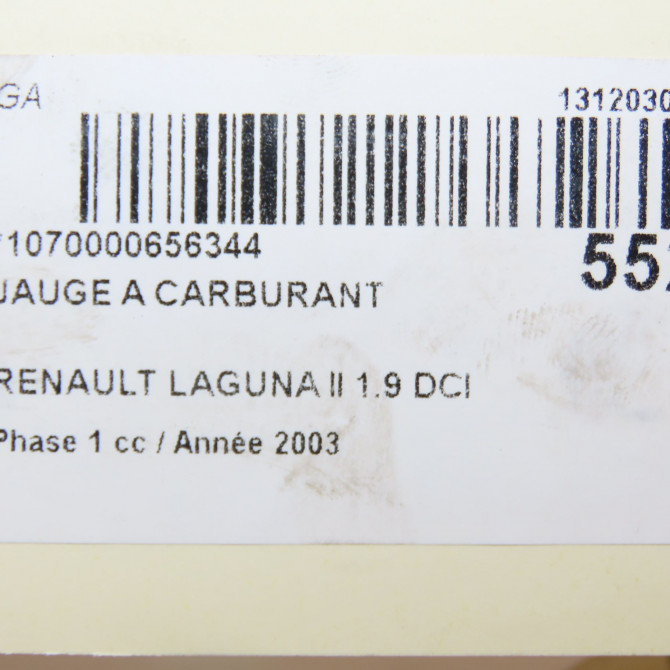 GA 1312030
*1070000656344 55
JAUGE A CARBURANT
RENAULT LAGUNA II 1.9 DCI
Phase 1 cc / Année 2003